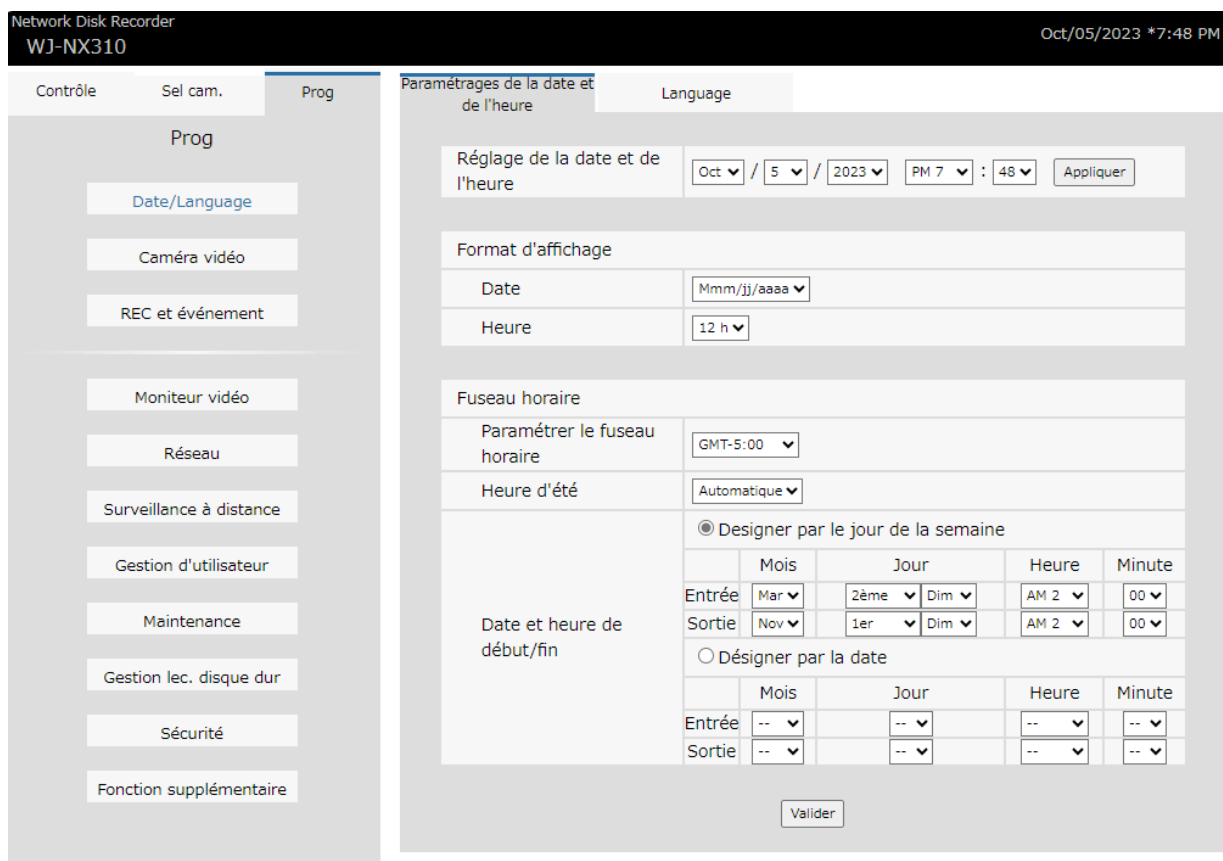 Network Disk Recorder
WJ-NX310
Oct/05/2023 *7:48 PM
Contrôle Sel cam. Prog
Prog
Date/Language
Caméra vidéo
REC et événement
Moniteur vidéo
Réseau
Surveillance à distance
Gestion d'utilisateur
Maintenance
Gestion lec. disque dur
Sécurité
Fonction supplémentaire
Paramétrages de la date et
de l'heure
Language
Réglage de la date et de
l'heure
Oct / 5 / 2023 PM 7 : 48 Appliquer
Format d'affichage
Date Mmm/jj/aaaa
Heure 12 h
Fuseau horaire
Paramétrer le fuseau
horaire
GMT-5:00
Heure d'été Automatique
Date et heure de
début/fin
Designer par le jour de la semaine
Mois Jour Heure Minute
Entrée Mar 2ème Dim AM 2 00
Sortie Nov 1er Dim AM 2 00
Désigner par la date
Mois Jour Heure Minute
Entrée -- -- -- --
Sortie -- -- -- --
Valider